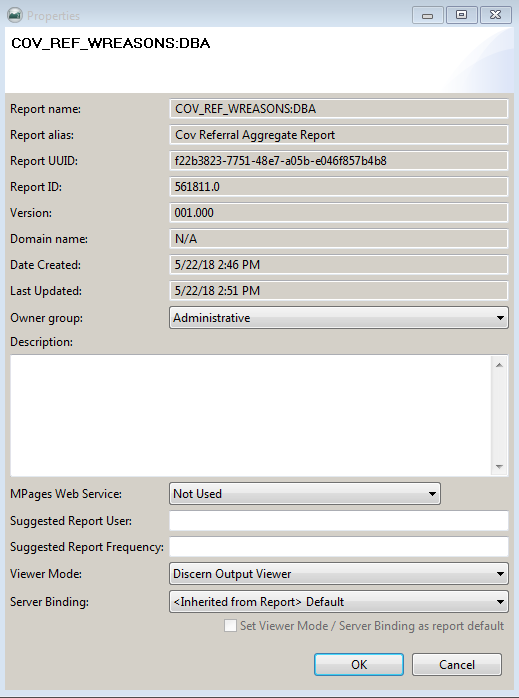 Properties
COV_REF_WREASONS:DBA
Report name: COV_REF_WREASONS:DBA
Report alias: Cov Referral Aggregate Report
Report UUID: f22b3823-7751-48e7-a05b-e046f857b4b8
Report ID: 561811.0
Version: 001.000
Domain name: N/A
Date Created: 5/22/18 2:46 PM
Last Updated: 5/22/18 2:51 PM
Owner group: Administrative
Description:
MPages Web Service: Not Used
Suggested Report User:
Suggested Report Frequency:
Viewer Mode: Discern Output Viewer
Server Binding: <Inherited from Report> Default
Set Viewer Mode / Server Binding as report default
OK Cancel